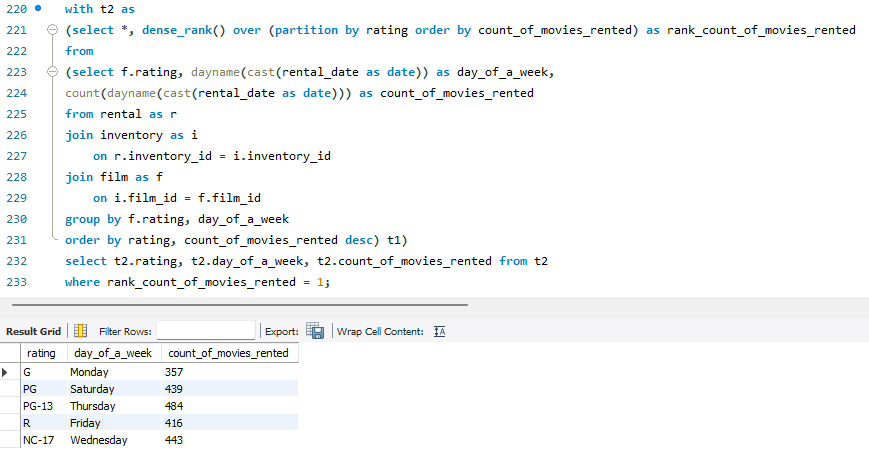 220 with t2 as
221 (select *, dense_rank() over (partition by rating order by count_of_movies_rented) as rank_count_of_movies_rented
222 from
223 (select f.rating, dayname(cast(rental_date as date)) as day_of_a_week,
224 count(dayname(cast(rental_date as date))) as count_of_movies_rented
225 from rental as r
226 join inventory as i
227 on r.inventory_id = i.inventory_id
228 join film as f
229 on i.film_id = f.film_id
230 group by f.rating, day_of_a_week
231 order by rating, count_of_movies_rented desc) t1)
232 select t2.rating, t2.day_of_a_week, t2.count_of_movies_rented from t2
233 where rank_count_of_movies_rented = 1;
Result Grid Filter Rows: Export: Wrap Cell Content: IA
rating day_of_a_week count_of_movies_rented
G Monday 357
PG Saturday 439
PG-13 Thursday 484
R Friday 416
NC-17 Wednesday 443